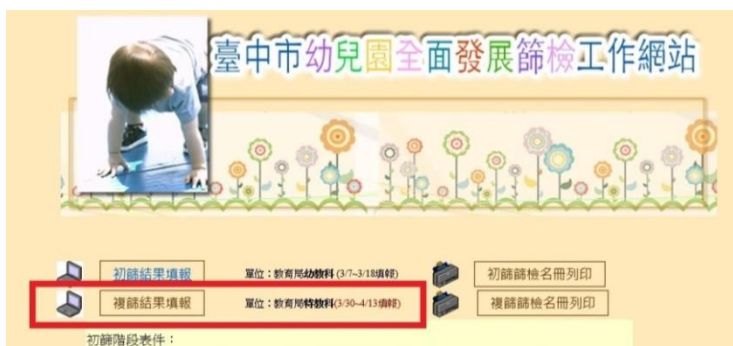 臺中市幼兒園全面發展篩檢工作網站
初篩結果填報 單位：教育局幼教科 (3/7~3/18填報) 初篩篩檢名冊列印
複篩結果填報 單位：教育局特教科(3/30~4/13填報) 複篩篩檢名冊列印
初篩階段表件：